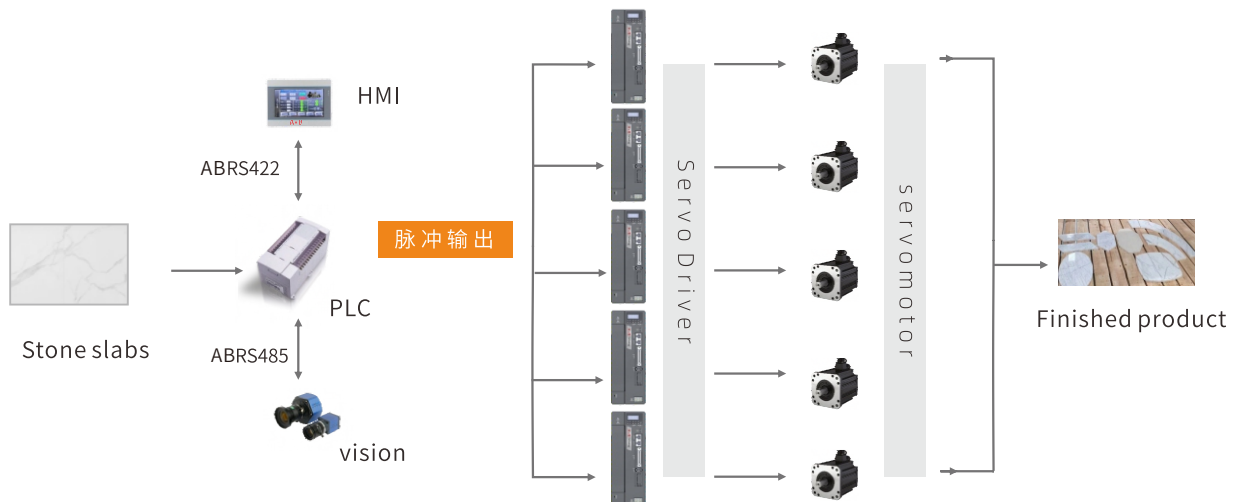 HMI
ABRS422
脉冲输出
PLC
Stone slabs
ABRS485
vision
Servo Driver
servomotor
Finished product